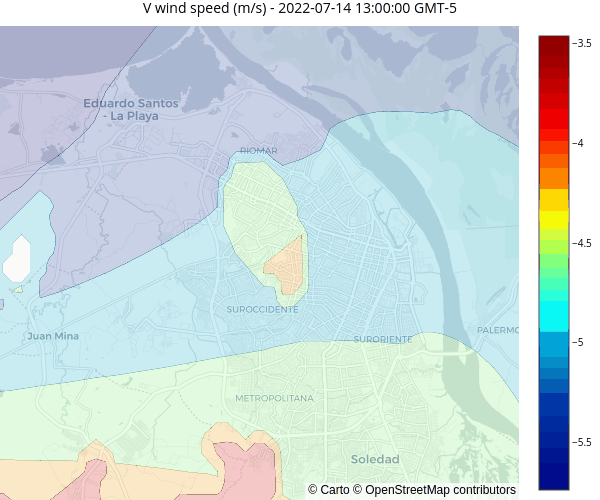 V wind speed (m/s) - 2022-07-14 13:00:00 GMT-5
−3.5
Eduardo Santos
- La Playa
−4
RIOMAR
−4.5
SUROCCIDENTE
Juan Mina
SURORIENTE
PALERMO
−5
METROPOLITANA
−5.5
Soledad
© Carto © OpenStreetMap contributors